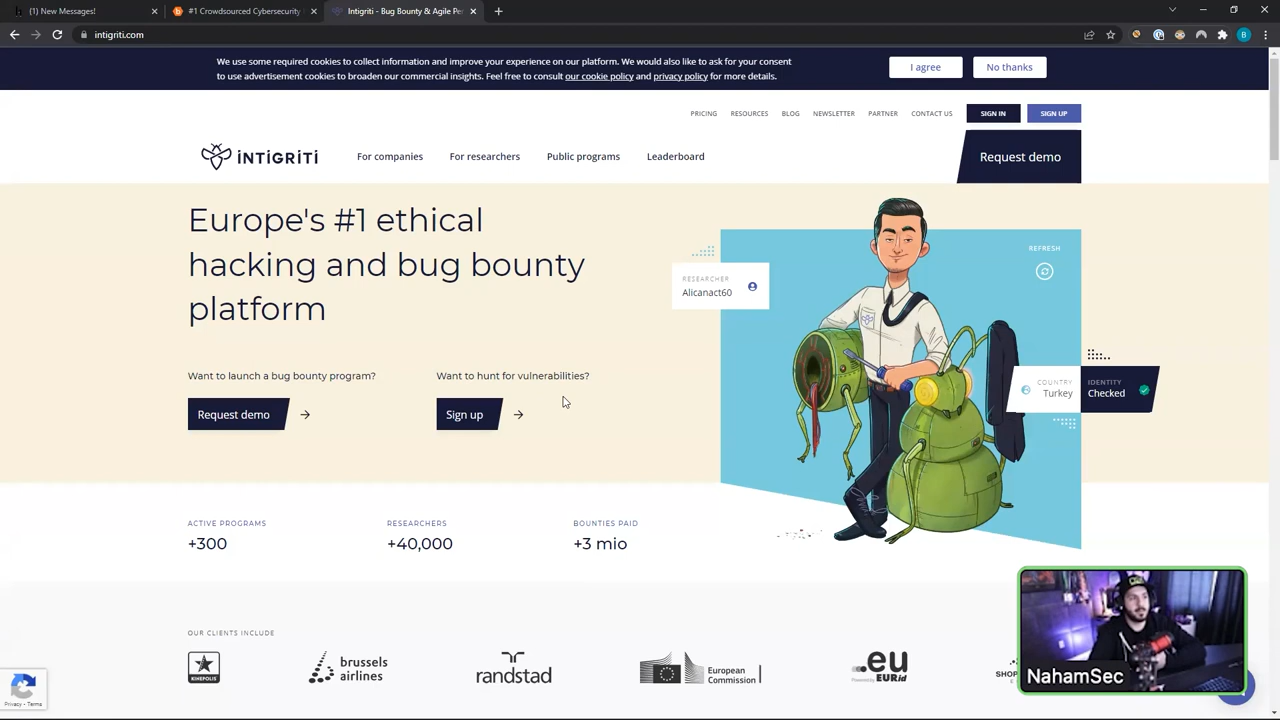 (1) New Messages!
#1 Crowdsourced Cybersecurity
Intigriti - Bug Bounty & Agile Pe
intigriti.com
B
We use some required cookies to collect information and improve your experience on our platform. We would also like to ask for your consent
to use advertisement cookies to broaden our commercial insights. Feel free to consult our cookie policy and privacy policy for more details.
I agree
No thanks
PRICING RESOURCES BLOG NEWSLETTER PARTNER CONTACT US SIGN IN SIGN UP
INTIGRITI
For companies For researchers Public programs Leaderboard
Request demo
Europe's #1 ethical
hacking and bug bounty
platform
REFRESH
RESEARCHER
Alicanact60
Want to launch a bug bounty program?
Want to hunt for vulnerabilities?
Request demo
Sign up
COUNTRY
Turkey
IDENTITY
Checked
ACTIVE PROGRAMS
+300
RESEARCHERS
+40,000
BOUNTIES PAID
+3 mio
OUR CLIENTS INCLUDE
KINEPOLIS
brussels
airlines
randstad
European
Commission
.eu
Powered by EURid
SHOP
NahamSec
Privacy - Terms